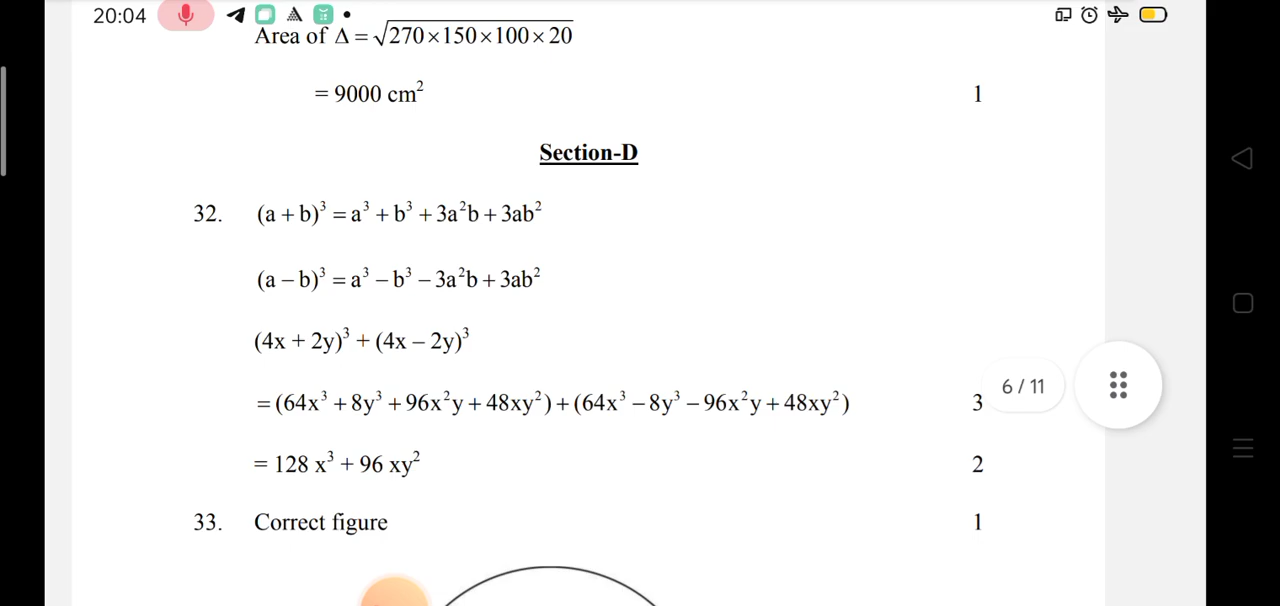 20:04
Area of Δ = √270×150×100×20
= 9000 cm² 1
Section-D
32. (a + b)³ = a³ + b³ + 3a²b + 3ab²
(a – b)³ = a³ – b³ – 3a²b + 3ab²
(4x + 2y)³ + (4x – 2y)³
= (64x³ + 8y³ + 96x²y + 48xy²) + (64x³ – 8y³ – 96x²y + 48xy²) 3
6 / 11
= 128 x³ + 96 xy² 2
33. Correct figure 1